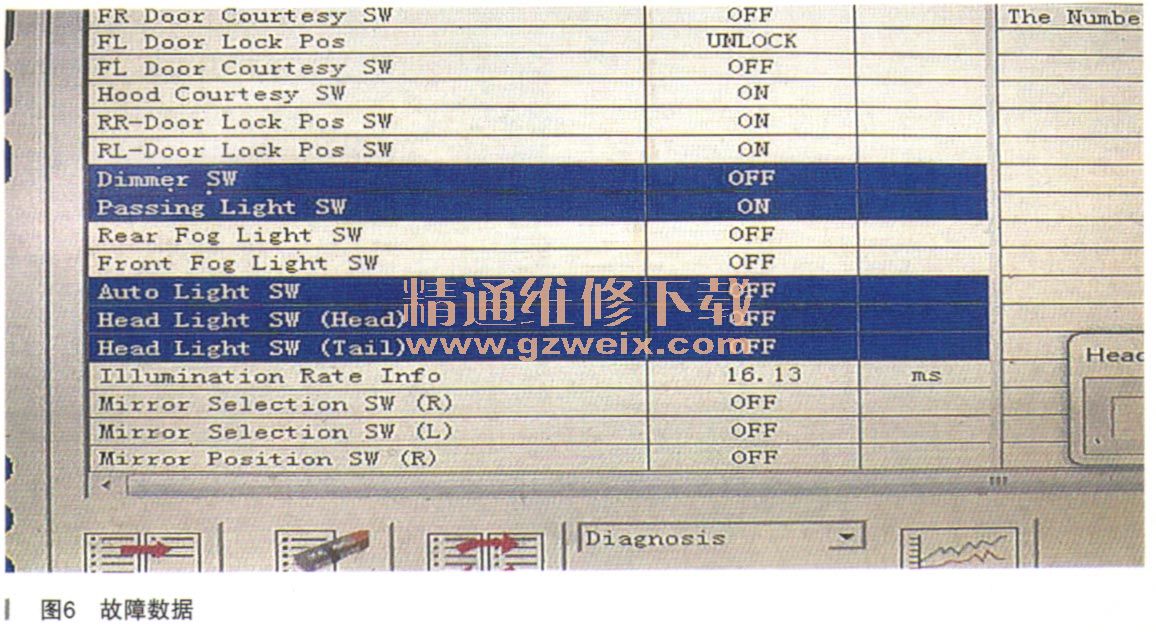 FR Door Courtesy SW OFF The Numbe
FL Door Lock Pos UNLOCK
FL Door Courtesy SW OFF
Hood Courtesy SW ON
RR-Door Lock Pos SW ON
RL-Door Lock Pos SW ON
Dimmer SW OFF
Passing Light SW ON
Rear Fog Light SW OFF
Front Fog Light SW OFF
Auto Light SW OFF
精通维修下载
Head Light SW (Head) OFF
Head Light SW (Tail) OFF
www.gzweix.com
Illumination Rate Info 16.13 ms
Head
Mirror Selection SW (R) OFF
Mirror Selection SW (L) OFF
Mirror Position SW (R) OFF
Diagnosis
图6 故障数据